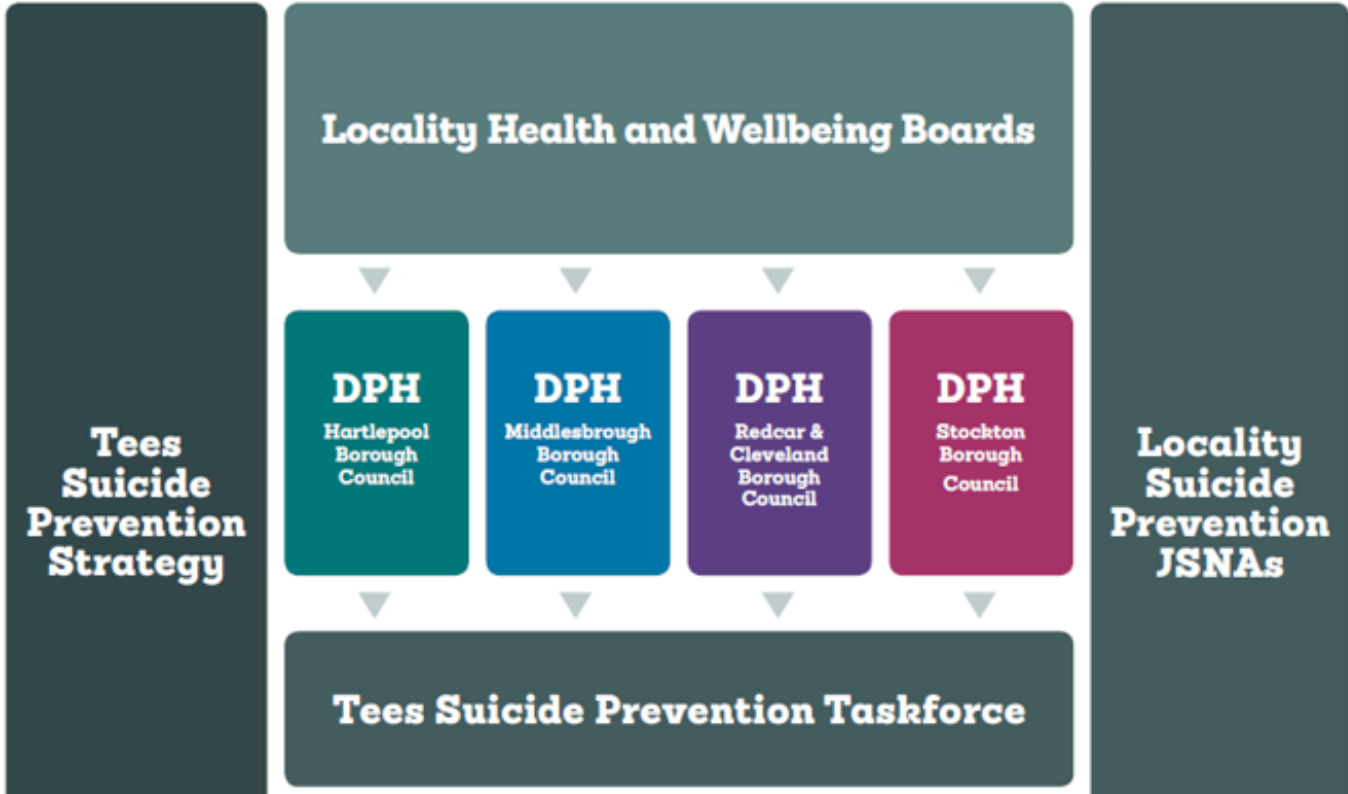 Locality Health and Wellbeing Boards
DPH
Hartlepool
Borough
Council
DPH
Middlesbrough
Borough
Council
DPH
Redcar &
Cleveland
Borough
Council
DPH
Stockton
Borough
Council
Tees
Suicide
Prevention
Strategy
Locality
Suicide
Prevention
JSNAs
Tees Suicide Prevention Taskforce